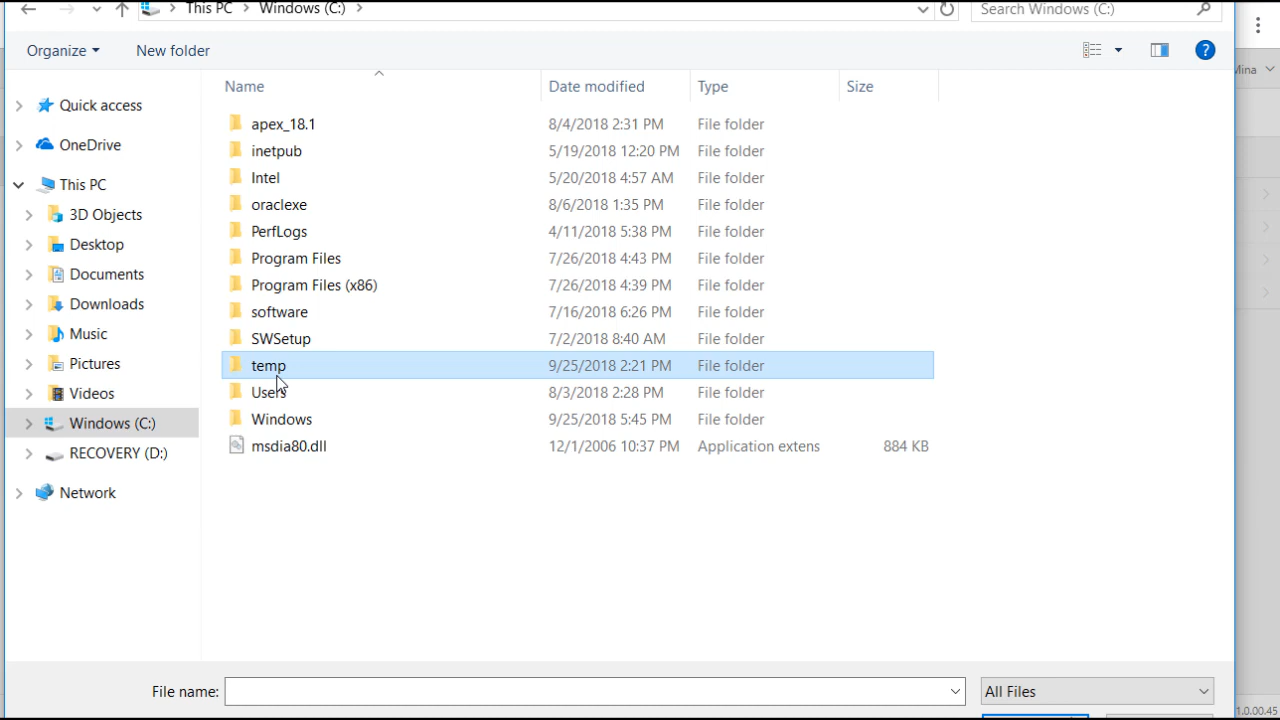 This PC Windows (C:) Search Windows (C:)
Organize New folder ?
Mina
Name Date modified Type Size
Quick access
OneDrive
This PC
3D Objects
Desktop
Documents
Downloads
Music
Pictures
Videos
Windows (C:)
RECOVERY (D:)
Network
apex_18.1 8/4/2018 2:31 PM File folder
inetpub 5/19/2018 12:20 PM File folder
Intel 5/20/2018 4:57 AM File folder
oraclexe 8/6/2018 1:35 PM File folder
PerfLogs 4/11/2018 5:38 PM File folder
Program Files 7/26/2018 4:43 PM File folder
Program Files (x86) 7/26/2018 4:39 PM File folder
software 7/16/2018 6:26 PM File folder
SWSetup 7/2/2018 8:40 AM File folder
temp 9/25/2018 2:21 PM File folder
Users 8/3/2018 2:28 PM File folder
Windows 9/25/2018 5:45 PM File folder
msdia80.dll 12/1/2006 10:37 PM Application extens 884 KB
File name: All Files
1.0.00.45